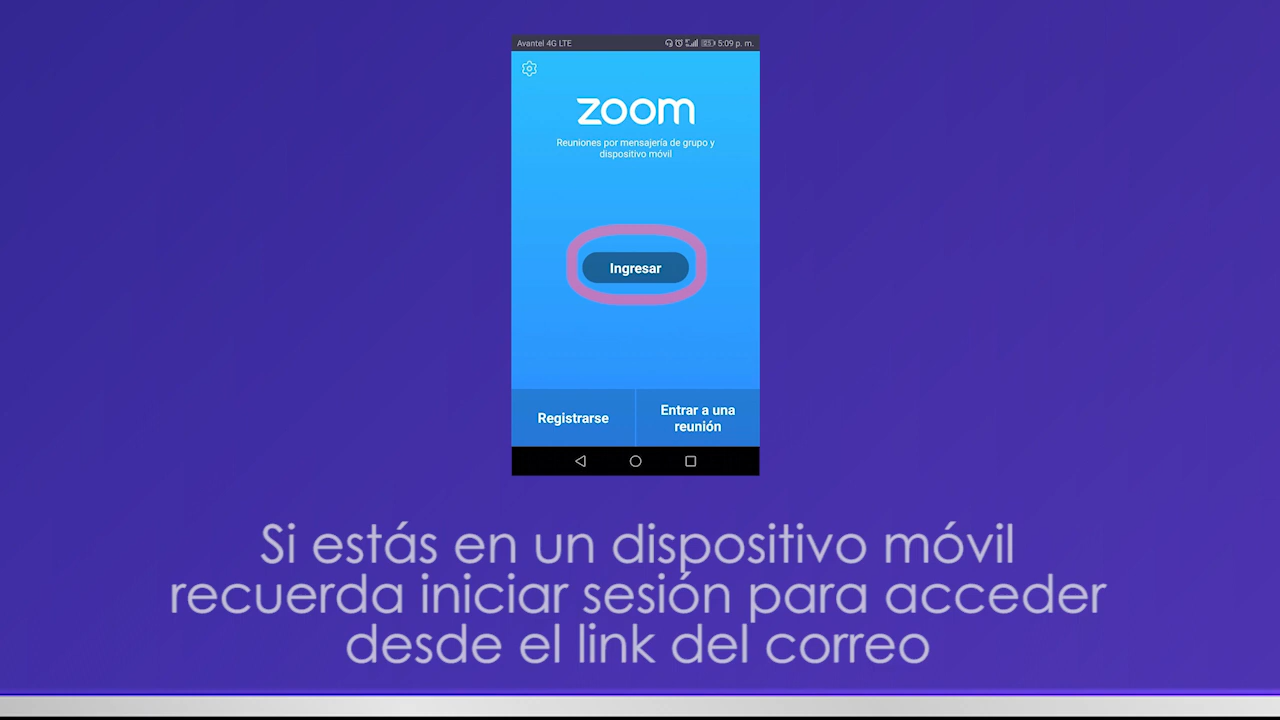 Avantel 4G LTE 5:09 p. m.
zoom
Reuniones por mensajería de grupo y
dispositivo móvil
Ingresar
Registrarse
Entrar a una
reunión
Si estás en un dispositivo móvil
recuerda iniciar sesión para acceder
desde el link del correo